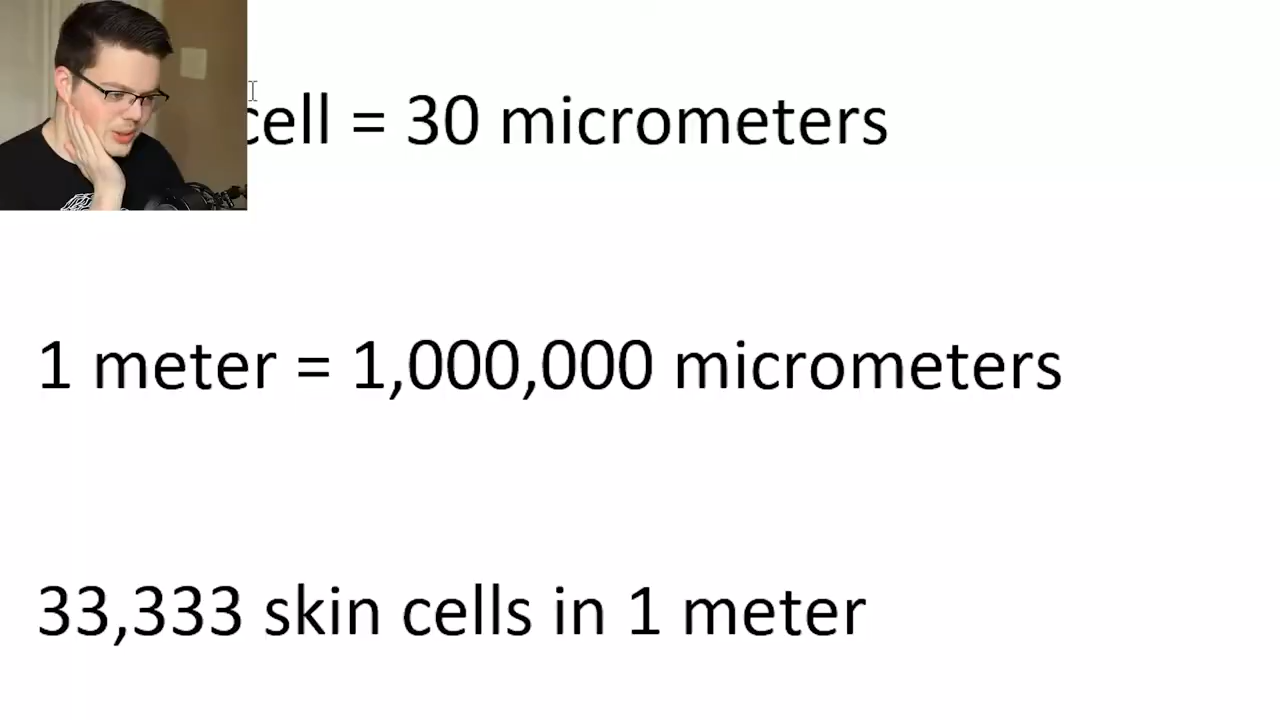 cell = 30 micrometers
1 meter = 1,000,000 micrometers
33,333 skin cells in 1 meter